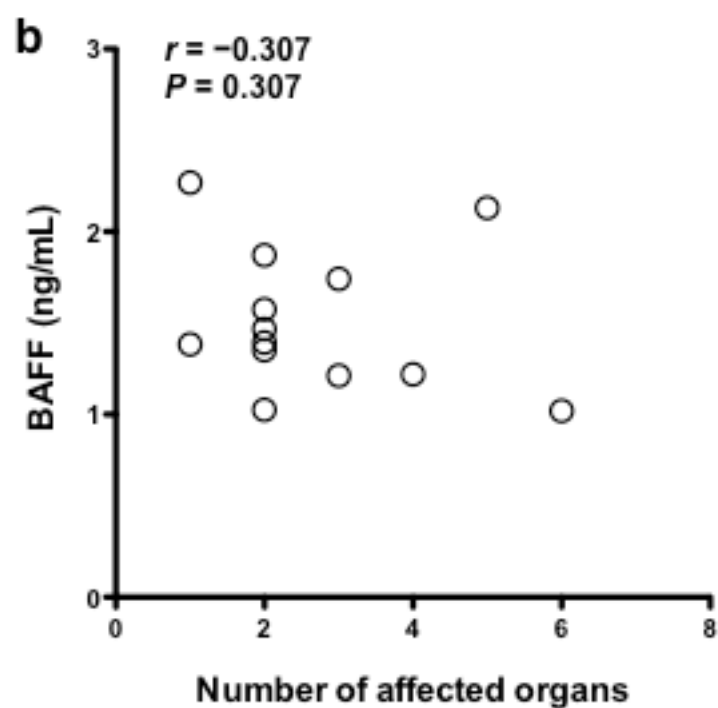 b
r = −0.307
P = 0.307
3
2
1
0
BAFF (ng/mL)
0 2 4 6 8
Number of affected organs